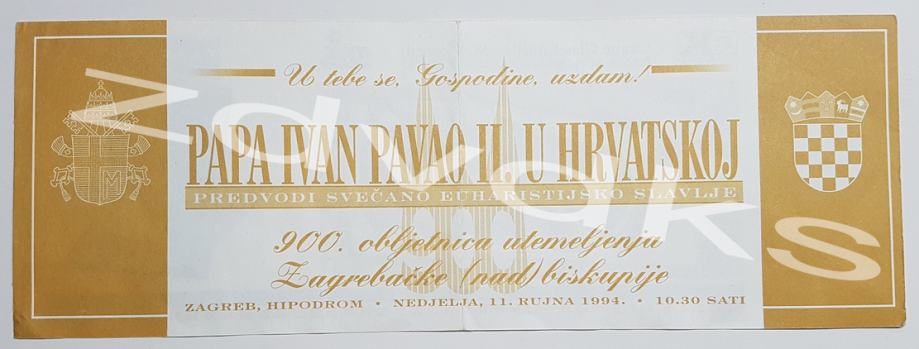 U tebe se, Gospodine, uzdam!
PAPA IVAN PAVAO II. U HRVATSKOJ
PREDVODI SVEČANO EUHARISTIJSKO SLAVLJE
900. obljetnica utemeljenja
Zagrebačke (nad)biskupije
ZAGREB, HIPODROM • NEDJELJA, 11. RUJNA 1994. • 10.30 SATI
M
Zavaks